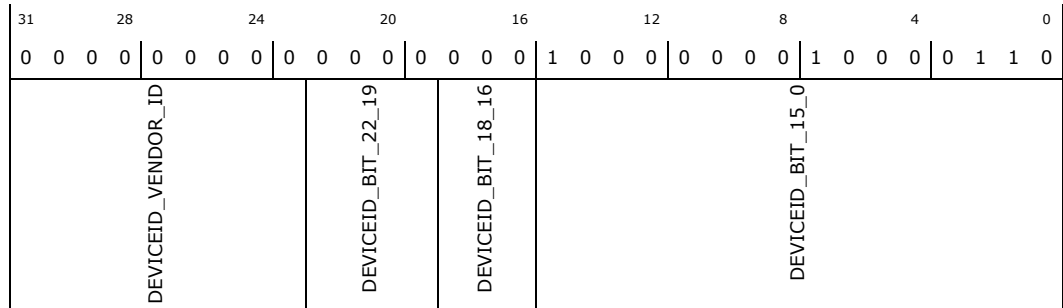 31 28 24 20 16 12 8 4 0
0 0 0 0 0 0 0 0 0 0 0 0 0 0 0 0 1 0 0 0 0 0 0 0 1 0 0 0 0 1 1 0
DEVICEID_VENDOR_ID
DEVICEID_BIT_22_19
DEVICEID_BIT_18_16
DEVICEID_BIT_15_0